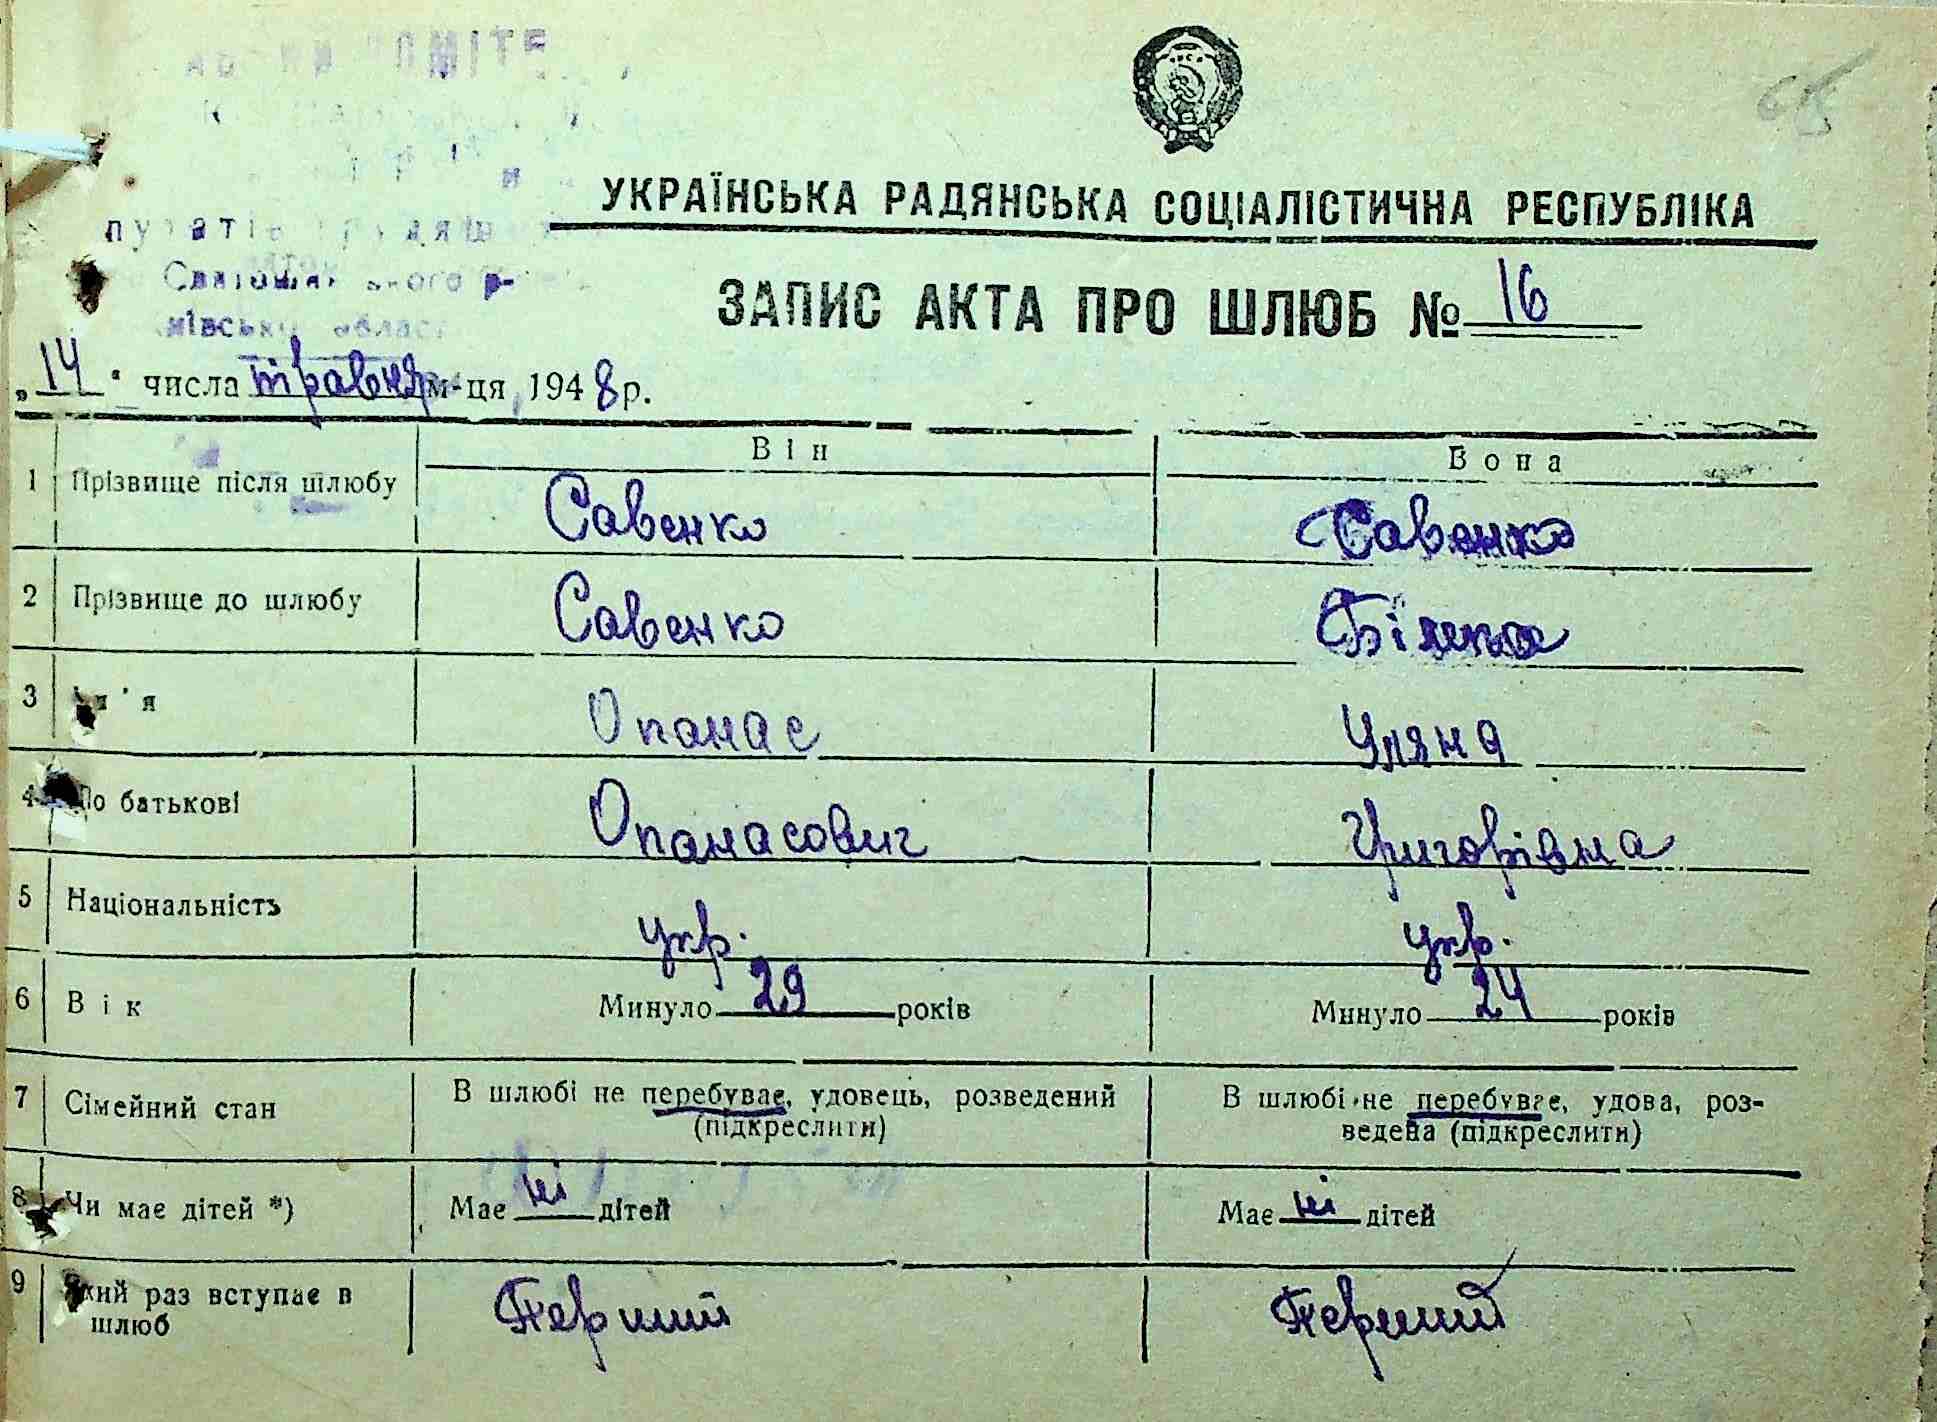 УКРАЇНСЬКА РАДЯНСЬКА СОЦІАЛІСТИЧНА РЕСПУБЛІКА
ЗАПИС АКТА ПРО ШЛЮБ № 16
„14“ числа травня м-ця, 1948 р.
Він Вона
1 Прізвище після шлюбу Савенко Савенко
2 Прізвище до шлюбу Савенко
3 Опанас Уляна
4 По батькові Опанасович Григорівна
5 Національність укр. укр.
6 Вік Минуло 29 років Минуло 24 років
7 Сімейний стан В шлюбі не перебуває, удовець, розведений (підкреслити) В шлюбі не перебуває, удова, роз-
ведена (підкреслити)
8 Чи має дітей *) Має ні дітей Має ні дітей
9 Який раз вступає в шлюб Перший Перший